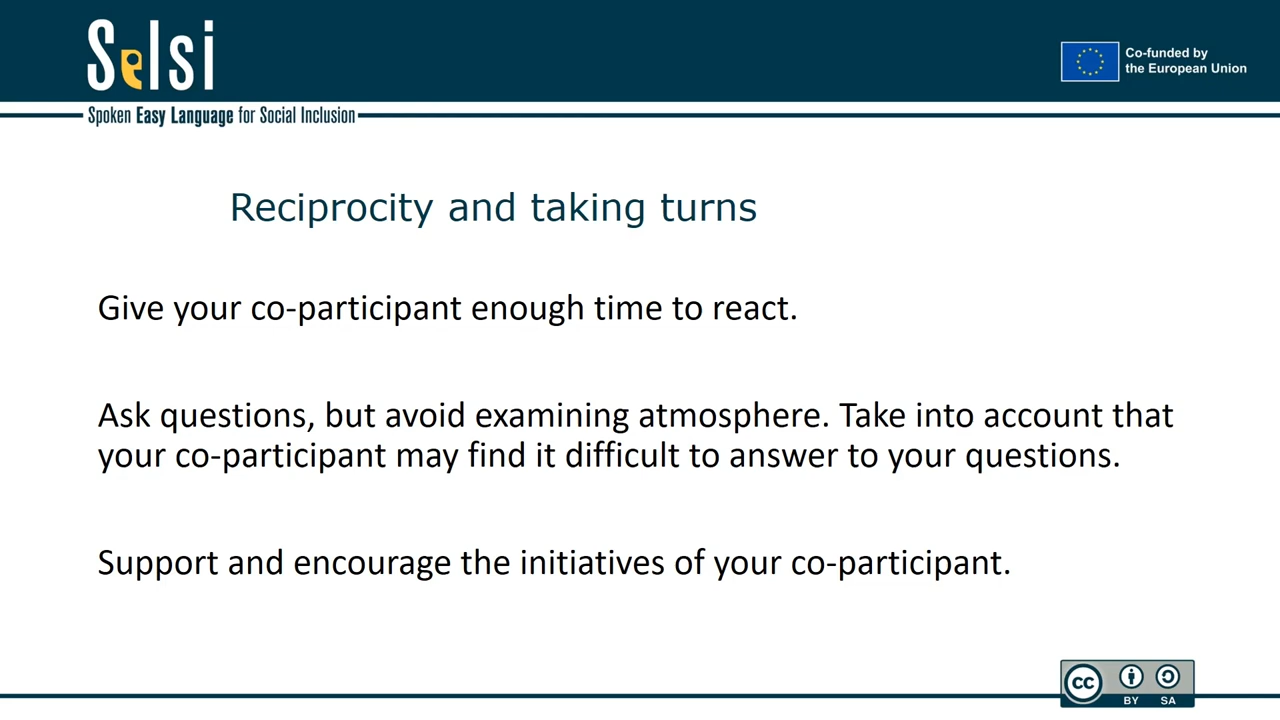 Selsi
Co-funded by
the European Union
Spoken Easy Language for Social Inclusion
Reciprocity and taking turns
Give your co-participant enough time to react.
Ask questions, but avoid examining atmosphere. Take into account that
your co-participant may find it difficult to answer to your questions.
Support and encourage the initiatives of your co-participant.
cc
BY SA